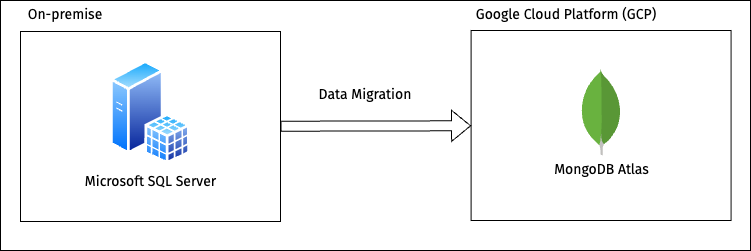 On-premise
Google Cloud Platform (GCP)
Data Migration
Microsoft SQL Server
MongoDB Atlas